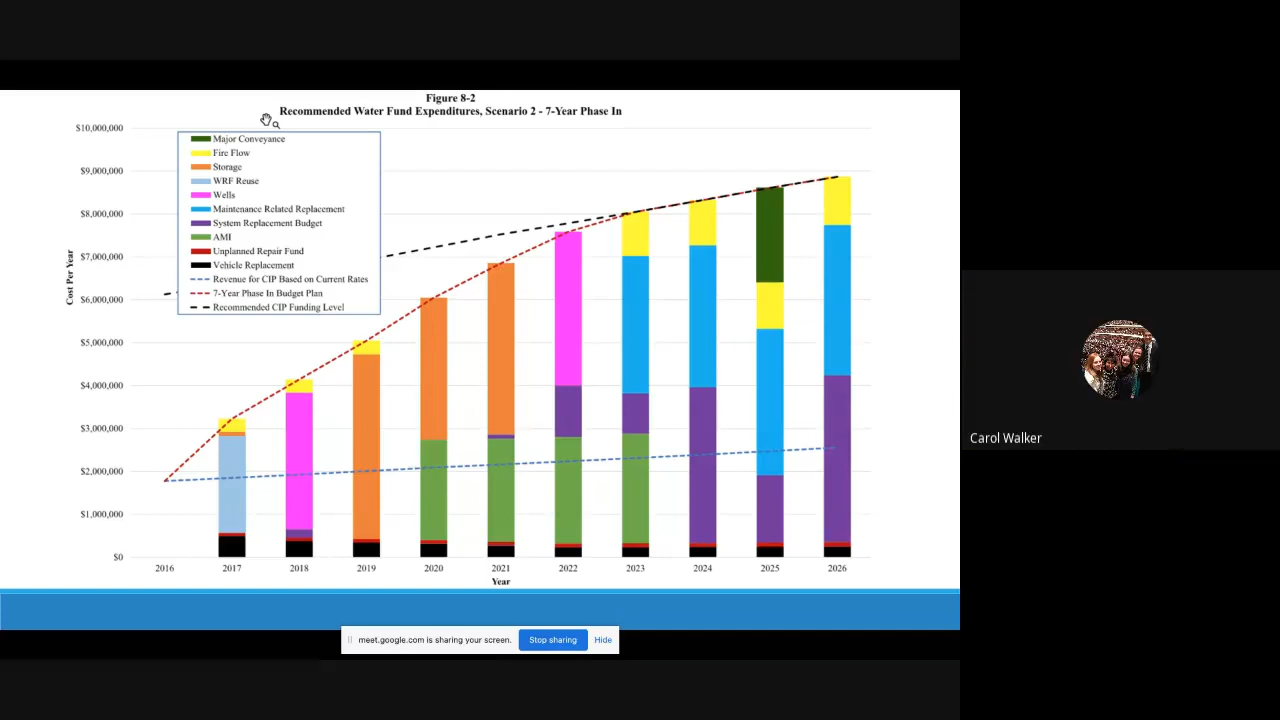 Figure 8-2
Recommended Water Fund Expenditures, Scenario 2 - 7-Year Phase In
$10,000,000
$9,000,000
$8,000,000
$7,000,000
$6,000,000
$5,000,000
$4,000,000
$3,000,000
$2,000,000
$1,000,000
$0
Cost Per Year
Major Conveyance
Fire Flow
Storage
WRF Reuse
Wells
Maintenance Related Replacement
System Replacement Budget
AMI
Unplanned Repair Fund
Vehicle Replacement
Revenue for CIP Based on Current Rates
7-Year Phase In Budget Plan
Recommended CIP Funding Level
2016 2017 2018 2019 2020 2021 2022 2023 2024 2025 2026
Year
meet.google.com is sharing your screen. Stop sharing Hide
Carol Walker